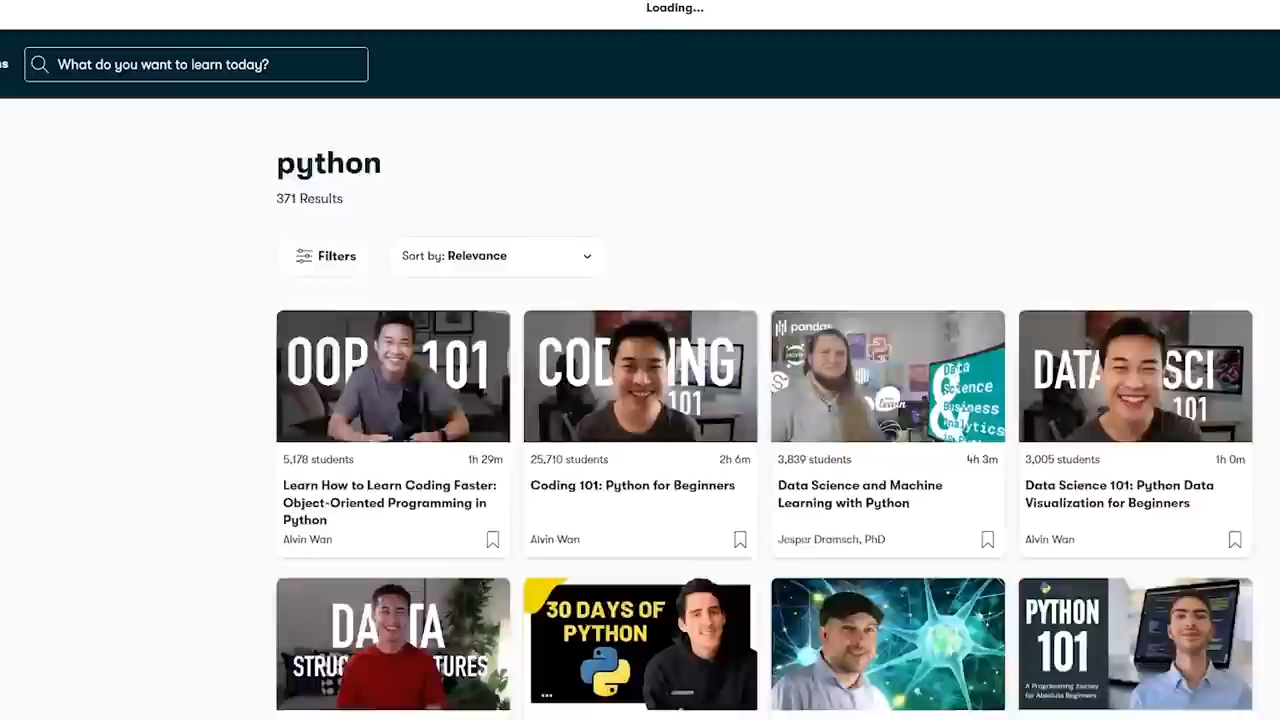 Loading...
s
What do you want to learn today?
python
371 Results
Filters
Sort by: Relevance
OOP 101
CODING
101
pandas
learn
Data
Science
Business
&
Analytics
DATA SCI
101
5,178 students
1h 29m
25,710 students
2h 6m
3,839 students
4h 3m
3,005 students
1h 0m
Learn How to Learn Coding Faster:
Object-Oriented Programming in
Python
Coding 101: Python for Beginners
Data Science and Machine
Learning with Python
Data Science 101: Python Data
Visualization for Beginners
Alvin Wan
Alvin Wan
Jesper Dramsch, PhD
Alvin Wan
DATA
STRUCTURES
30 DAYS OF
PYTHON
PYTHON
101
A Programming Journey
for Absolute Beginners